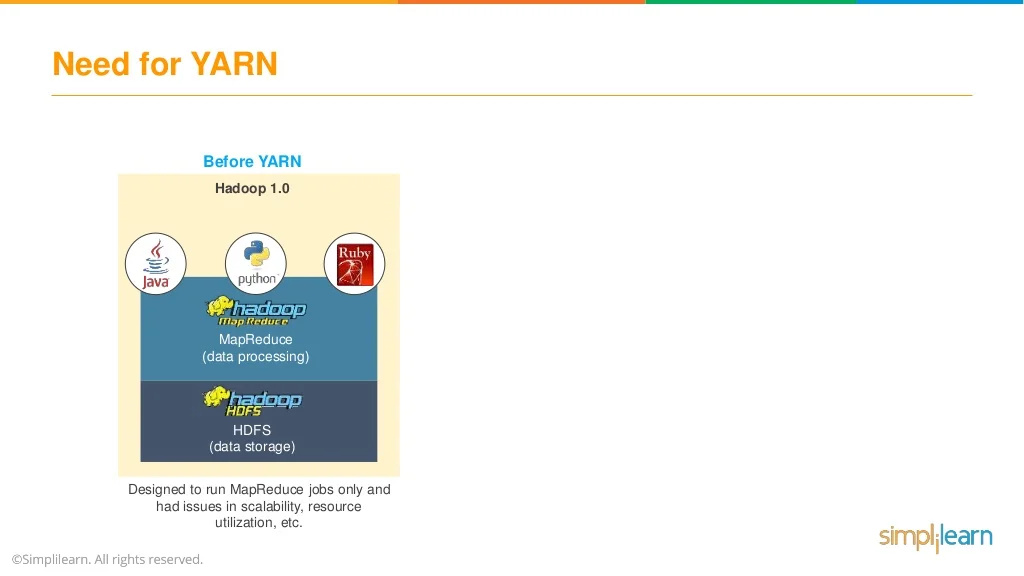 Need for YARN
Before YARN
Hadoop 1.0
Java™
python™
Ruby
hadoop
Map Reduce
MapReduce
(data processing)
hadoop
HDFS
HDFS
(data storage)
Designed to run MapReduce jobs only and
had issues in scalability, resource
utilization, etc.
simplilearn
©Simplilearn. All rights reserved.